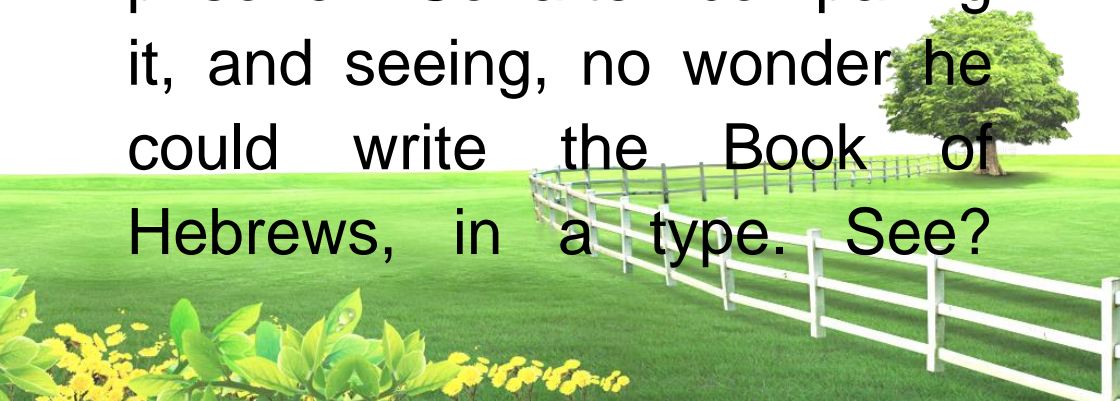 it, and seeing, no wonder he
could write the Book of
Hebrews, in a type. See?